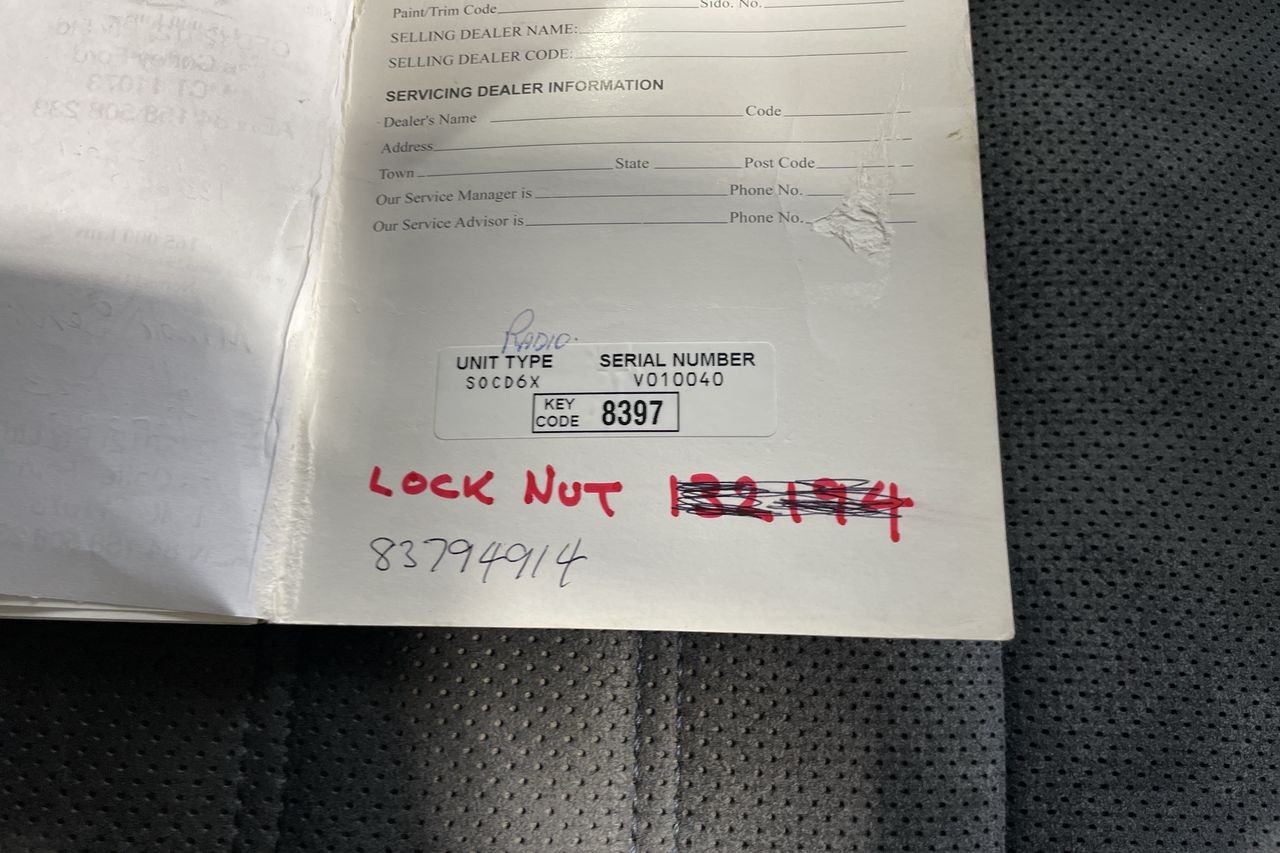 Paint/Trim Code
SELLING DEALER NAME:
SELLING DEALER CODE:
SERVICING DEALER INFORMATION
Dealer's Name Code
Address
Town State Post Code
Our Service Manager is Phone No.
Our Service Advisor is Phone No.
RADIO.
UNIT TYPE SERIAL NUMBER
SOCD6X V010040
KEY CODE 8397
LOCK NUT 132194
83794914